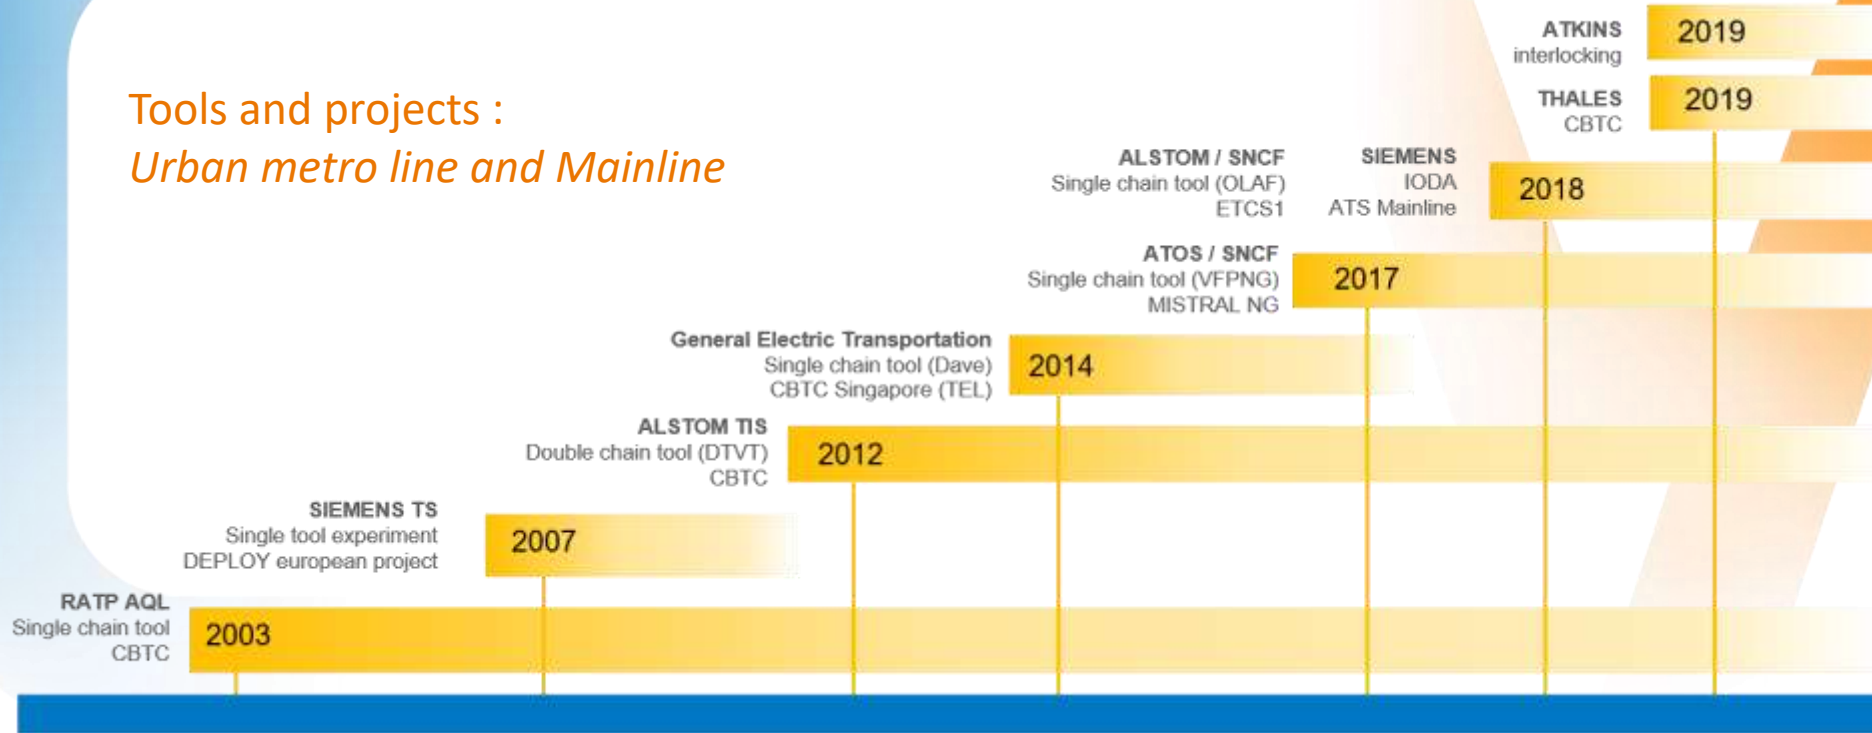 Tools and projects :
Urban metro line and Mainline
ATKINS
interlocking
2019
THALES
CBTC
2019
ALSTOM / SNCF
Single chain tool (OLAF)
ETCS1
SIEMENS
IODA
ATS Mainline
2018
ATOS / SNCF
Single chain tool (VFPNG)
MISTRAL NG
2017
General Electric Transportation
Single chain tool (Dave)
CBTC Singapore (TEL)
2014
ALSTOM TIS
Double chain tool (DTVT)
CBTC
2012
SIEMENS TS
Single tool experiment
DEPLOY european project
2007
RATP AQL
Single chain tool
CBTC
2003